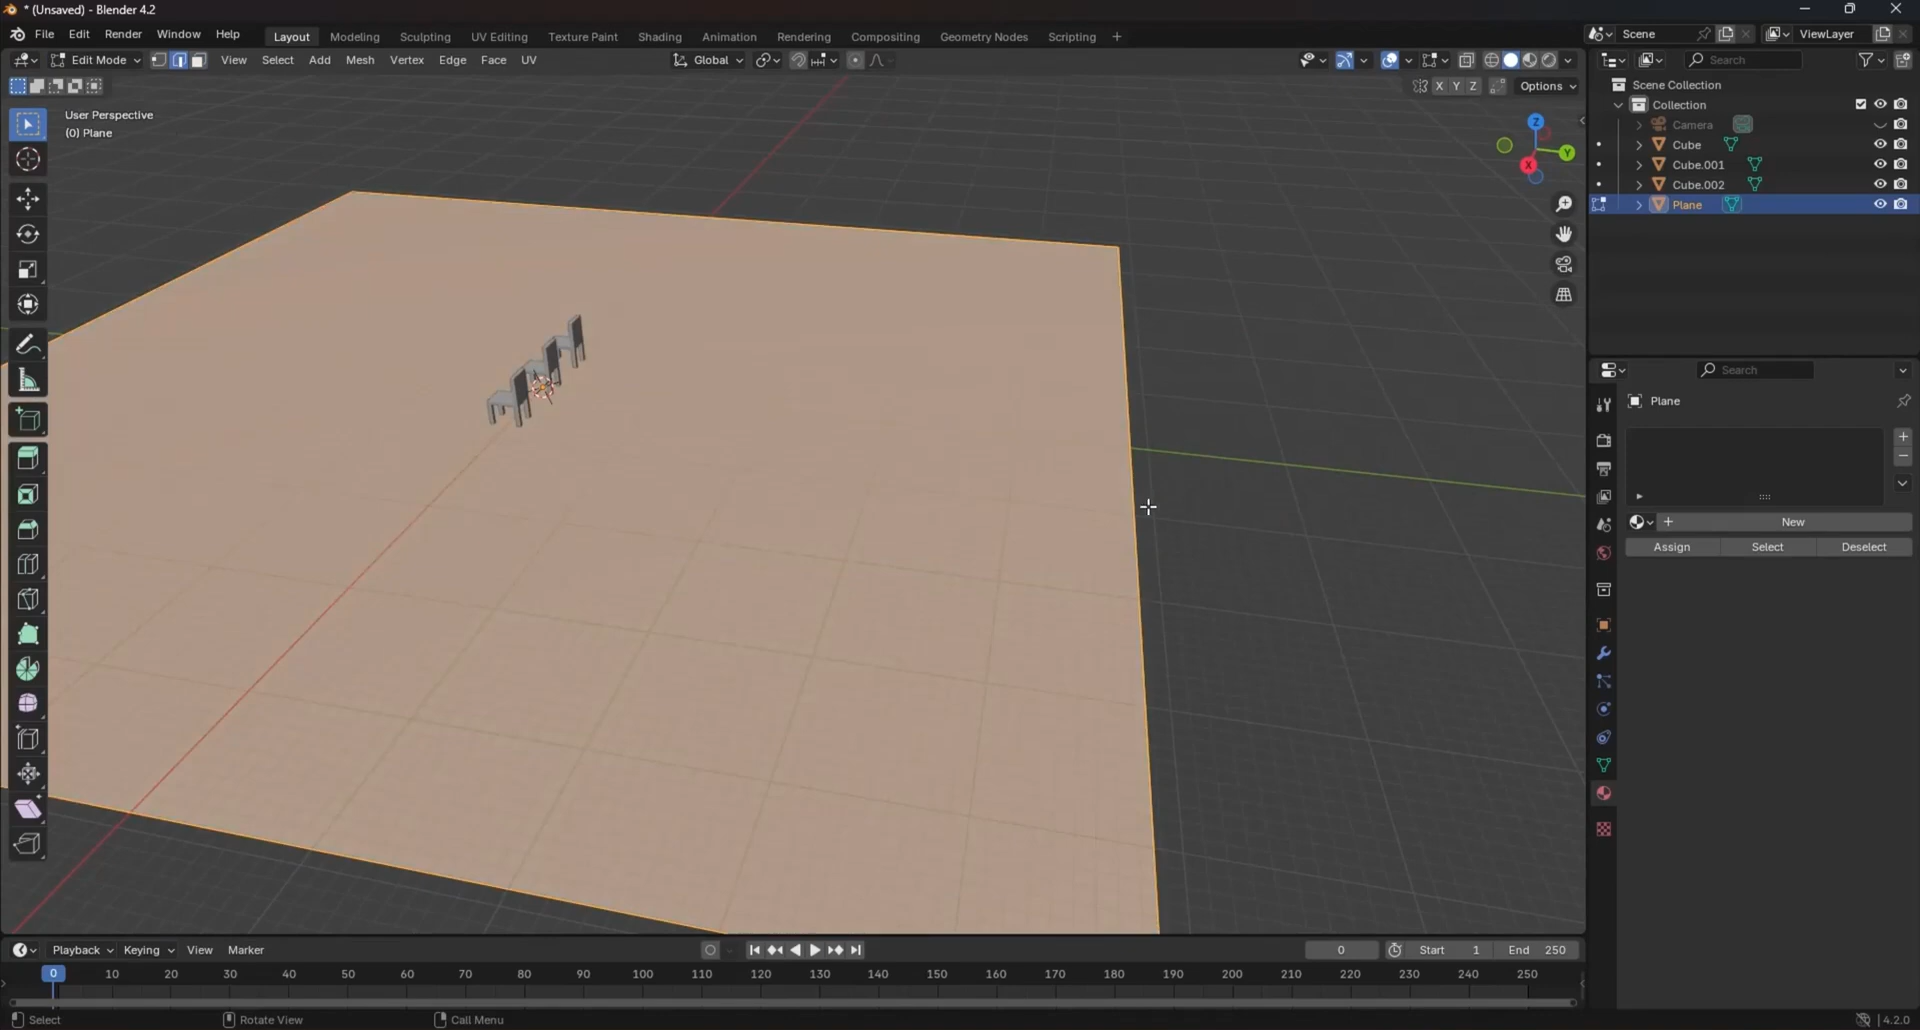 * (Unsaved) - Blender 4.2
File Edit Render Window Help Layout Modeling Sculpting UV Editing Texture Paint Shading Animation Rendering Compositing Geometry Nodes Scripting + Scene ViewLayer
Edit Mode View Select Add Mesh Vertex Edge Face UV Global Search
X Y Z Options
User Perspective
(0) Plane
Z
Y
X
Scene Collection
Collection
Camera
Cube
Cube.001
Cube.002
Plane
Search
Plane
New
Assign Select Deselect
Playback Keying View Marker 0 Start 1 End 250
0 10 20 30 40 50 60 70 80 90 100 110 120 130 140 150 160 170 180 190 200 210 220 230 240 250
Select Rotate View Call Menu 4.2.0